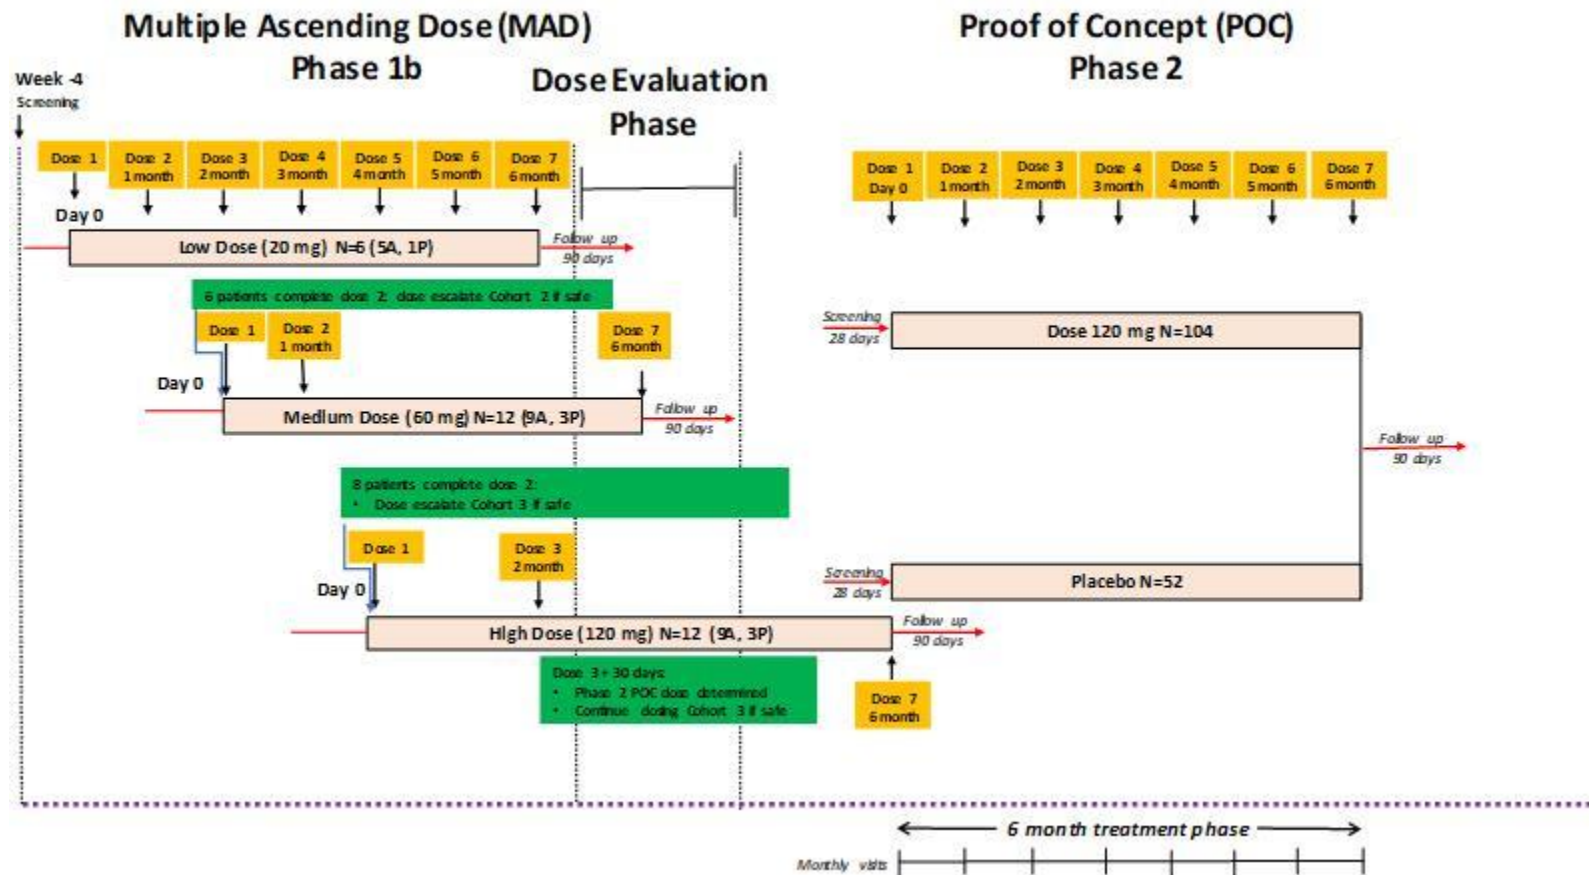 Multiple Ascending Dose (MAD)
Phase 1b
Proof of Concept (POC)
Phase 2
Dose Evaluation
Phase
Week -4
Screening
Dose 1
Dose 2
1 month
Dose 3
2 month
Dose 4
3 month
Dose 5
4 month
Dose 6
5 month
Dose 7
6 month
Day 0
Low Dose (20 mg) N=6 (5A, 1P)
Follow up
90 days
6 patients complete dose 2: dose escalate Cohort 2 if safe
Dose 1
Dose 2
1 month
Dose 7
6 month
Day 0
Medium Dose (60 mg) N=12 (9A, 3P)
Follow up
90 days
8 patients complete dose 2:
• Dose escalate Cohort 3 if safe
Dose 1
Dose 3
2 month
Day 0
High Dose (120 mg) N=12 (9A, 3P)
Follow up
90 days
Dose 3 + 30 days:
• Phase 2 POC dose determined
• Continue dosing Cohort 3 if safe
Dose 7
6 month
Dose 1
Day 0
Dose 2
1 month
Dose 3
2 month
Dose 4
3 month
Dose 5
4 month
Dose 6
5 month
Dose 7
6 month
Screening
28 days
Dose 120 mg N=104
Follow up
90 days
Screening
28 days
Placebo N=52
6 month treatment phase
Monthly visits